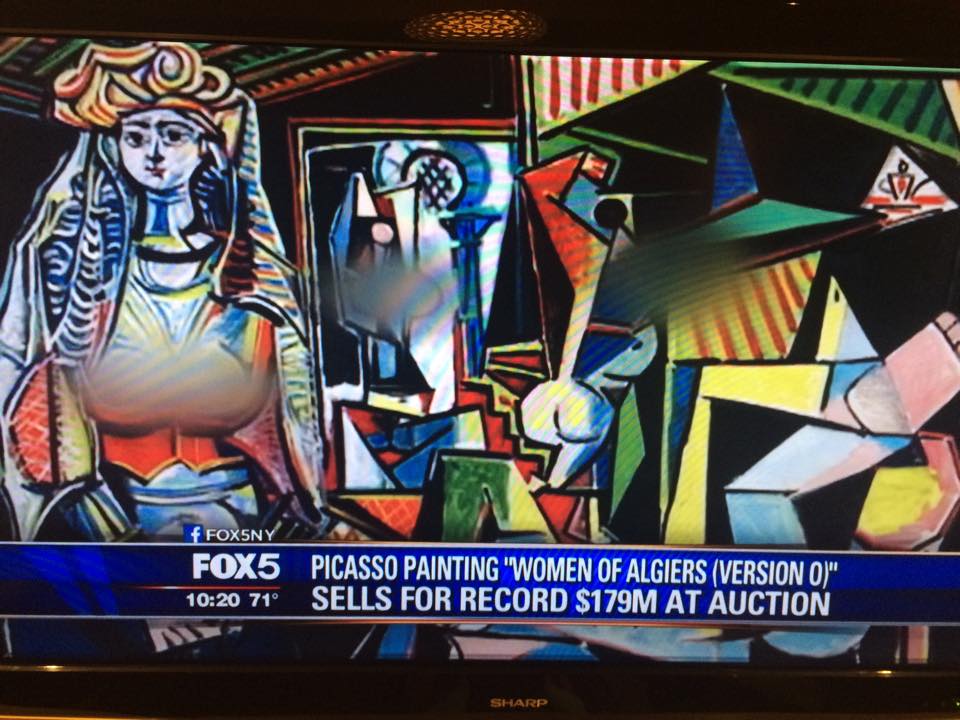 FOX5NY
FOX5
10:20 71°
PICASSO PAINTING "WOMEN OF ALGIERS (VERSION O)"
SELLS FOR RECORD $179M AT AUCTION
SHARP